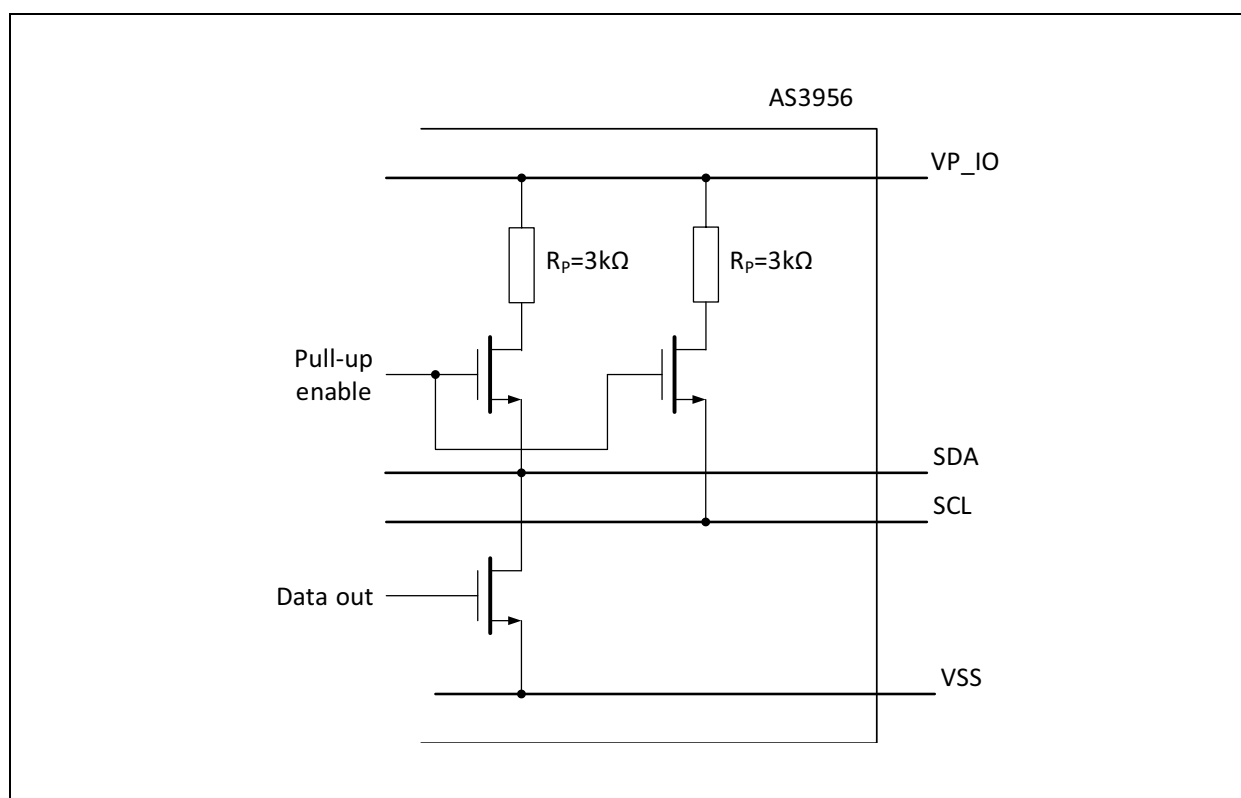 AS3956
VP_IO
Rₚ=3kΩ
Rₚ=3kΩ
Pull-up
enable
SDA
SCL
Data out
VSS